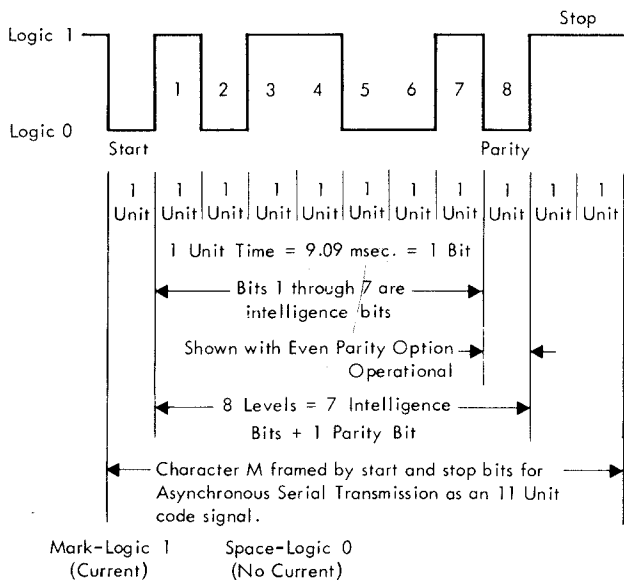 Stop
Logic 1
1 2 3 4 5 6 7 8
Logic 0
Start
Parity
1 1 1 1 1 1 1 1 1 1 1
Unit Unit Unit Unit Unit Unit Unit Unit Unit Unit Unit
1 Unit Time = 9.09 msec. = 1 Bit
Bits 1 through 7 are
intelligence bits
Shown with Even Parity Option
Operational
8 Levels = 7 Intelligence
Bits + 1 Parity Bit
Character M framed by start and stop bits for
Asynchronous Serial Transmission as an 11 Unit
code signal.
Mark-Logic 1 Space-Logic 0
(Current) (No Current)